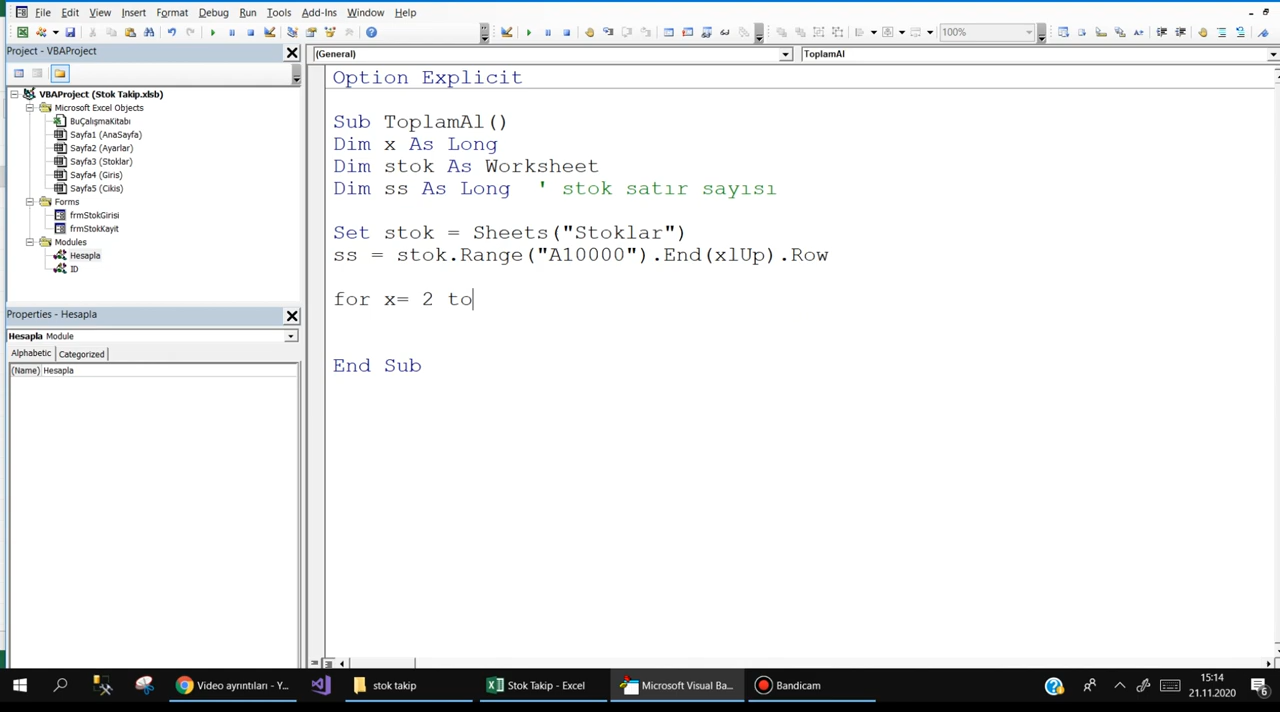 File Edit View Insert Format Debug Run Tools Add-Ins Window Help
100%
Project - VBAProject
(General) ToplamAl
VBAProject (Stok Takip.xlsb)
Microsoft Excel Objects
BuÇalışmaKitabı
Sayfa1 (AnaSayfa)
Sayfa2 (Ayarlar)
Sayfa3 (Stoklar)
Sayfa4 (Giris)
Sayfa5 (Cikis)
Forms
frmStokGirisi
frmStokKayit
Modules
Hesapla
ID
Properties - Hesapla
Hesapla Module
Alphabetic Categorized
(Name) Hesapla
Option Explicit
Sub ToplamAl()
Dim x As Long
Dim stok As Worksheet
Dim ss As Long ' stok satır sayısı
Set stok = Sheets("Stoklar")
ss = stok.Range("A10000").End(xlUp).Row
for x= 2 to
End Sub
Video ayrıntıları - Y... stok takip Stok Takip - Excel Microsoft Visual Ba... Bandicam
15:14
21.11.2020
6